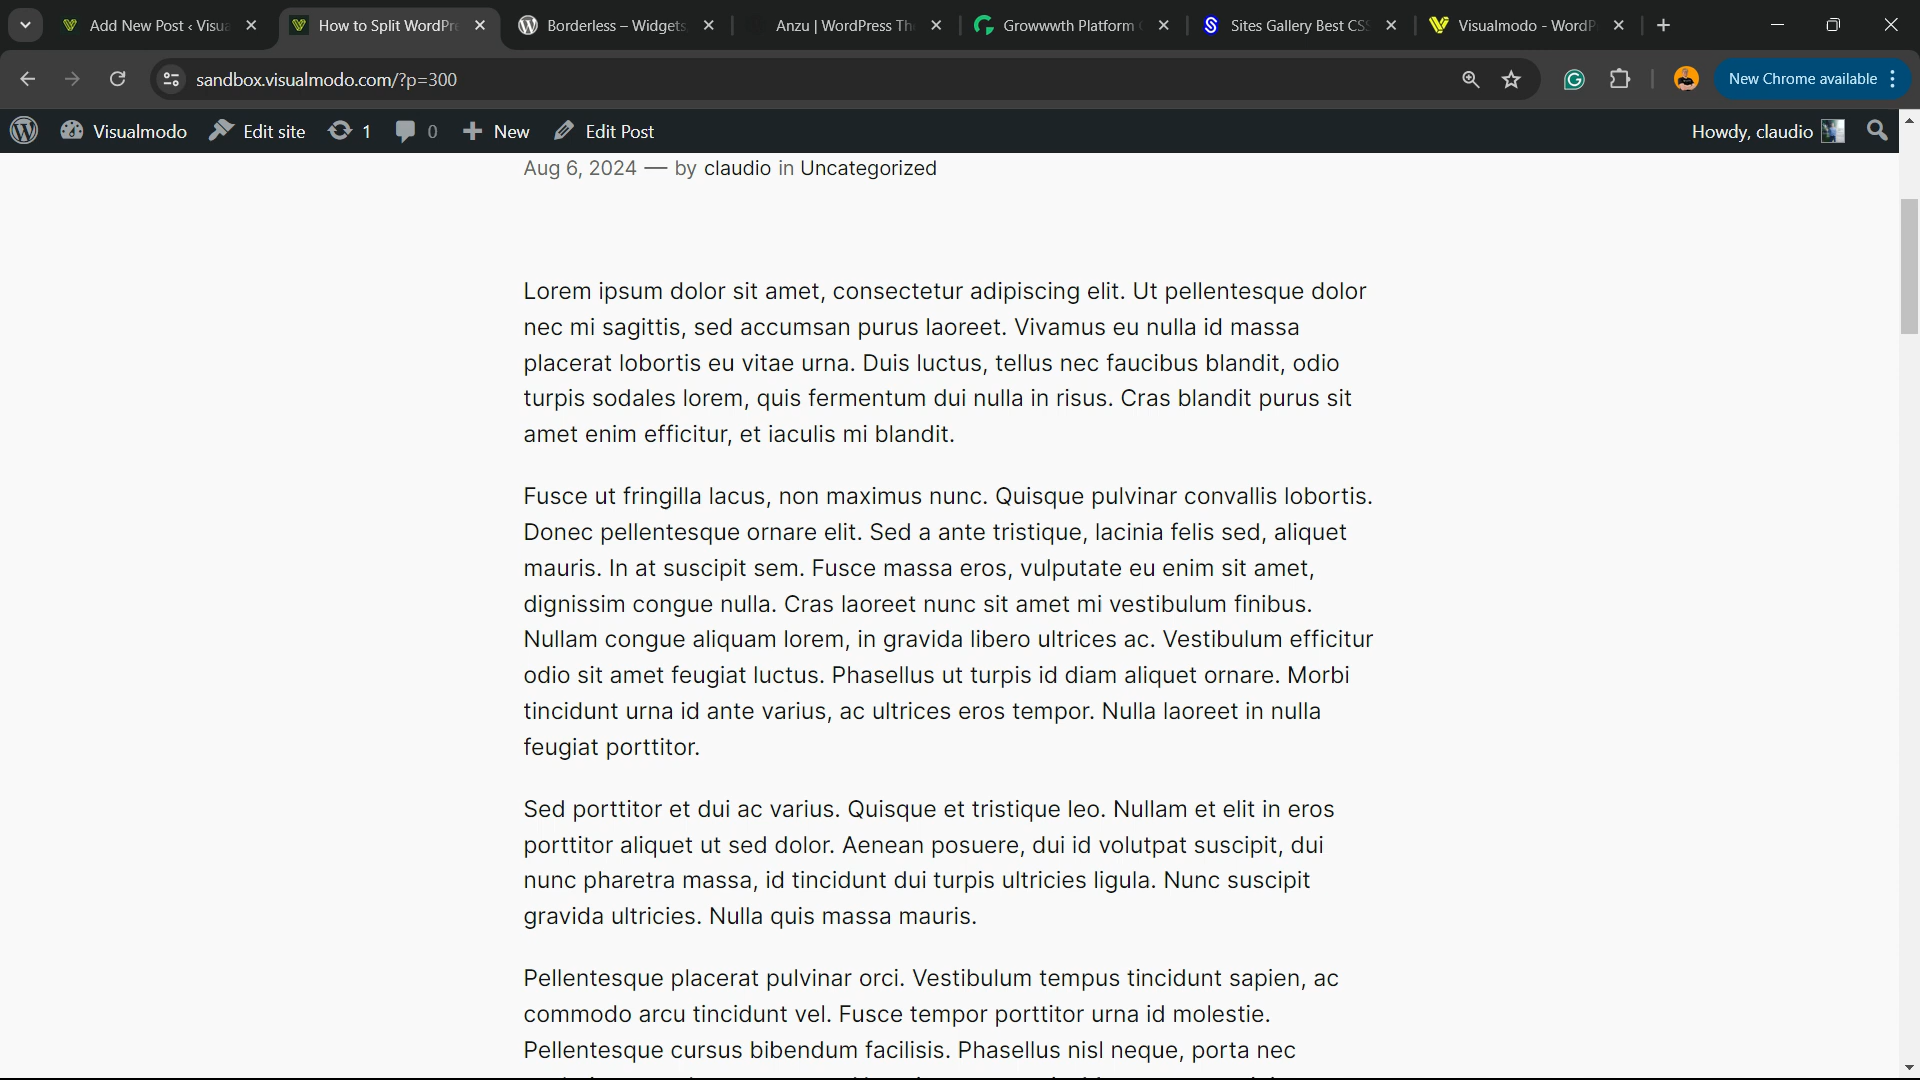 Add New Post ‹ Visua
How to Split WordPre
Borderless – Widgets
Anzu | WordPress Th
Growwwth Platform
Sites Gallery Best CS
Visualmodo - WordP
sandbox.visualmodo.com/?p=300
New Chrome available
Visualmodo Edit site 1 0 New Edit Post Howdy, claudio
Aug 6, 2024 — by claudio in Uncategorized
Lorem ipsum dolor sit amet, consectetur adipiscing elit. Ut pellentesque dolor
nec mi sagittis, sed accumsan purus laoreet. Vivamus eu nulla id massa
placerat lobortis eu vitae urna. Duis luctus, tellus nec faucibus blandit, odio
turpis sodales lorem, quis fermentum dui nulla in risus. Cras blandit purus sit
amet enim efficitur, et iaculis mi blandit.
Fusce ut fringilla lacus, non maximus nunc. Quisque pulvinar convallis lobortis.
Donec pellentesque ornare elit. Sed a ante tristique, lacinia felis sed, aliquet
mauris. In at suscipit sem. Fusce massa eros, vulputate eu enim sit amet,
dignissim congue nulla. Cras laoreet nunc sit amet mi vestibulum finibus.
Nullam congue aliquam lorem, in gravida libero ultrices ac. Vestibulum efficitur
odio sit amet feugiat luctus. Phasellus ut turpis id diam aliquet ornare. Morbi
tincidunt urna id ante varius, ac ultrices eros tempor. Nulla laoreet in nulla
feugiat porttitor.
Sed porttitor et dui ac varius. Quisque et tristique leo. Nullam et elit in eros
porttitor aliquet ut sed dolor. Aenean posuere, dui id volutpat suscipit, dui
nunc pharetra massa, id tincidunt dui turpis ultricies ligula. Nunc suscipit
gravida ultricies. Nulla quis massa mauris.
Pellentesque placerat pulvinar orci. Vestibulum tempus tincidunt sapien, ac
commodo arcu tincidunt vel. Fusce tempor porttitor urna id molestie.
Pellentesque cursus bibendum facilisis. Phasellus nisl neque, porta nec